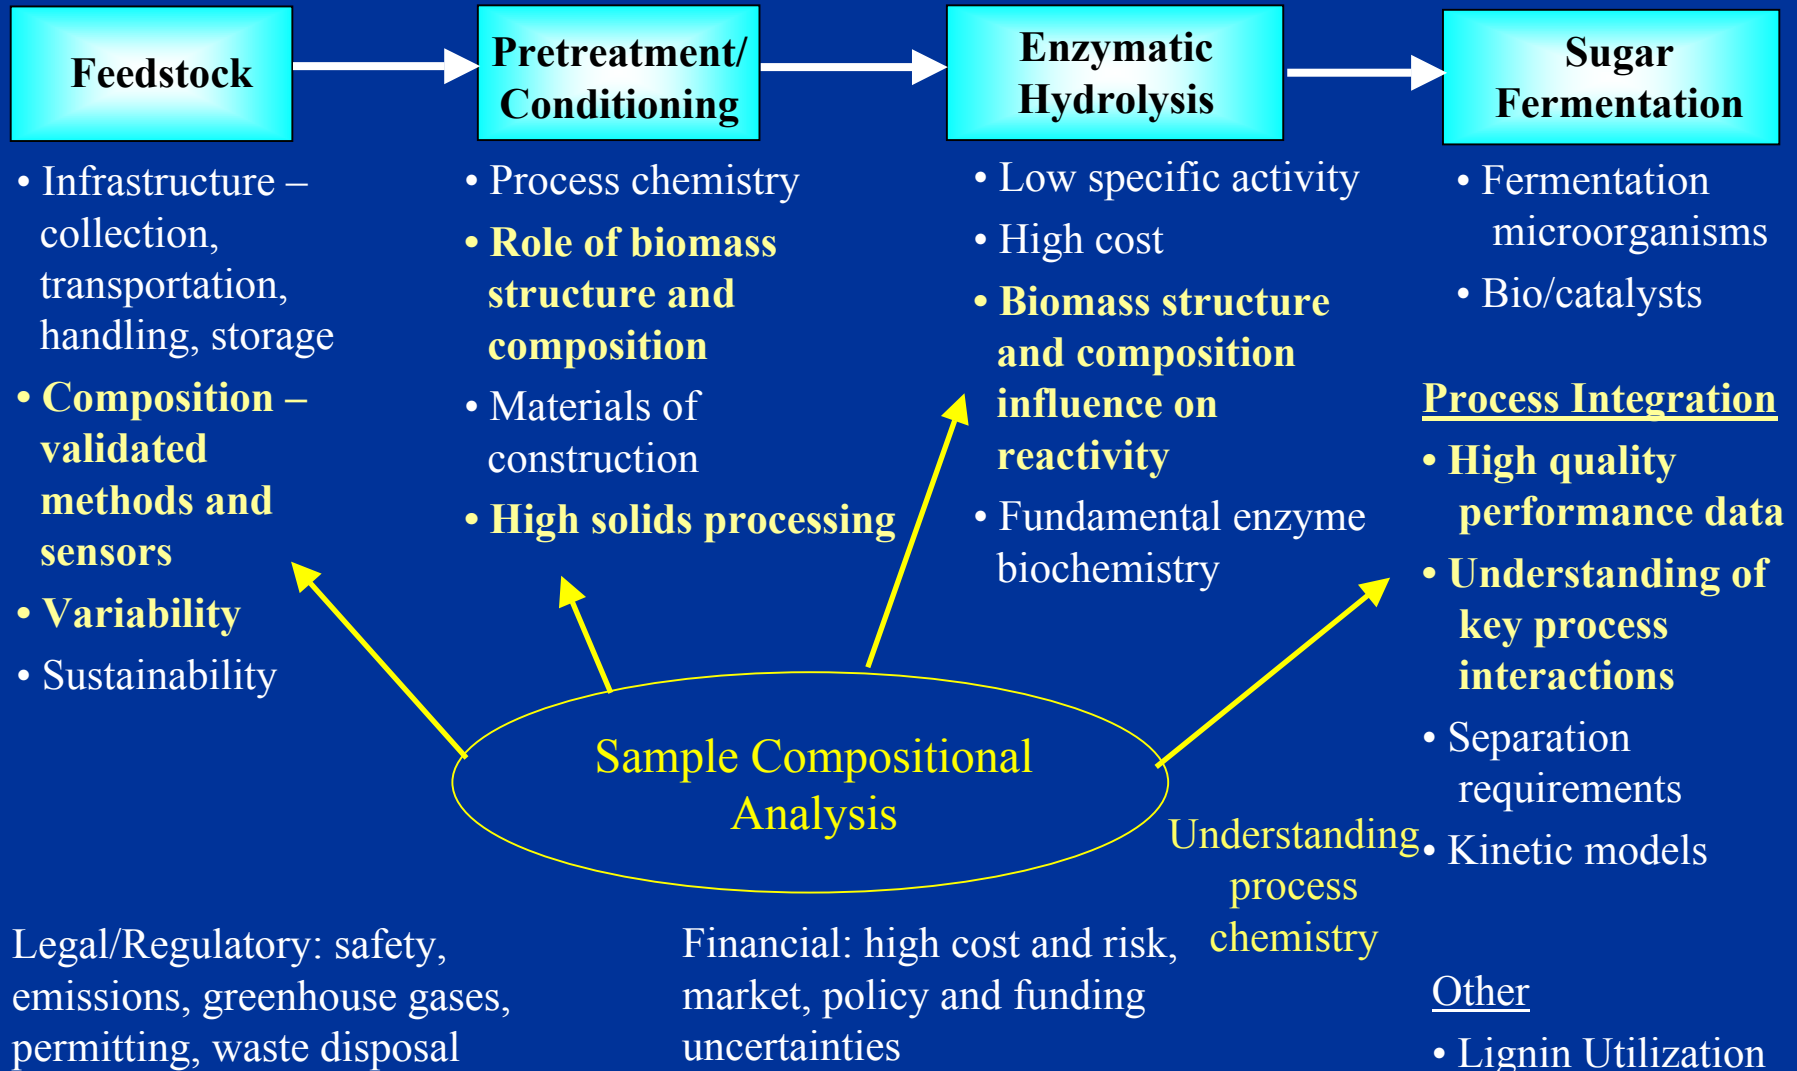 Feedstock
Pretreatment/
Conditioning
Enzymatic
Hydrolysis
Sugar
Fermentation
• Infrastructure –
collection,
transportation,
handling, storage
• Composition –
validated
methods and
sensors
• Variability
• Sustainability
• Process chemistry
• Role of biomass
structure and
composition
• Materials of
construction
• High solids processing
• Low specific activity
• High cost
• Biomass structure
and composition
influence on
reactivity
• Fundamental enzyme
biochemistry
• Fermentation
microorganisms
• Bio/catalysts
Process Integration
• High quality
performance data
• Understanding of
key process
interactions
• Separation
requirements
• Kinetic models
Sample Compositional
Analysis
Understanding
process
chemistry
Legal/Regulatory: safety,
emissions, greenhouse gases,
permitting, waste disposal
Financial: high cost and risk,
market, policy and funding
uncertainties
Other
• Lignin Utilization